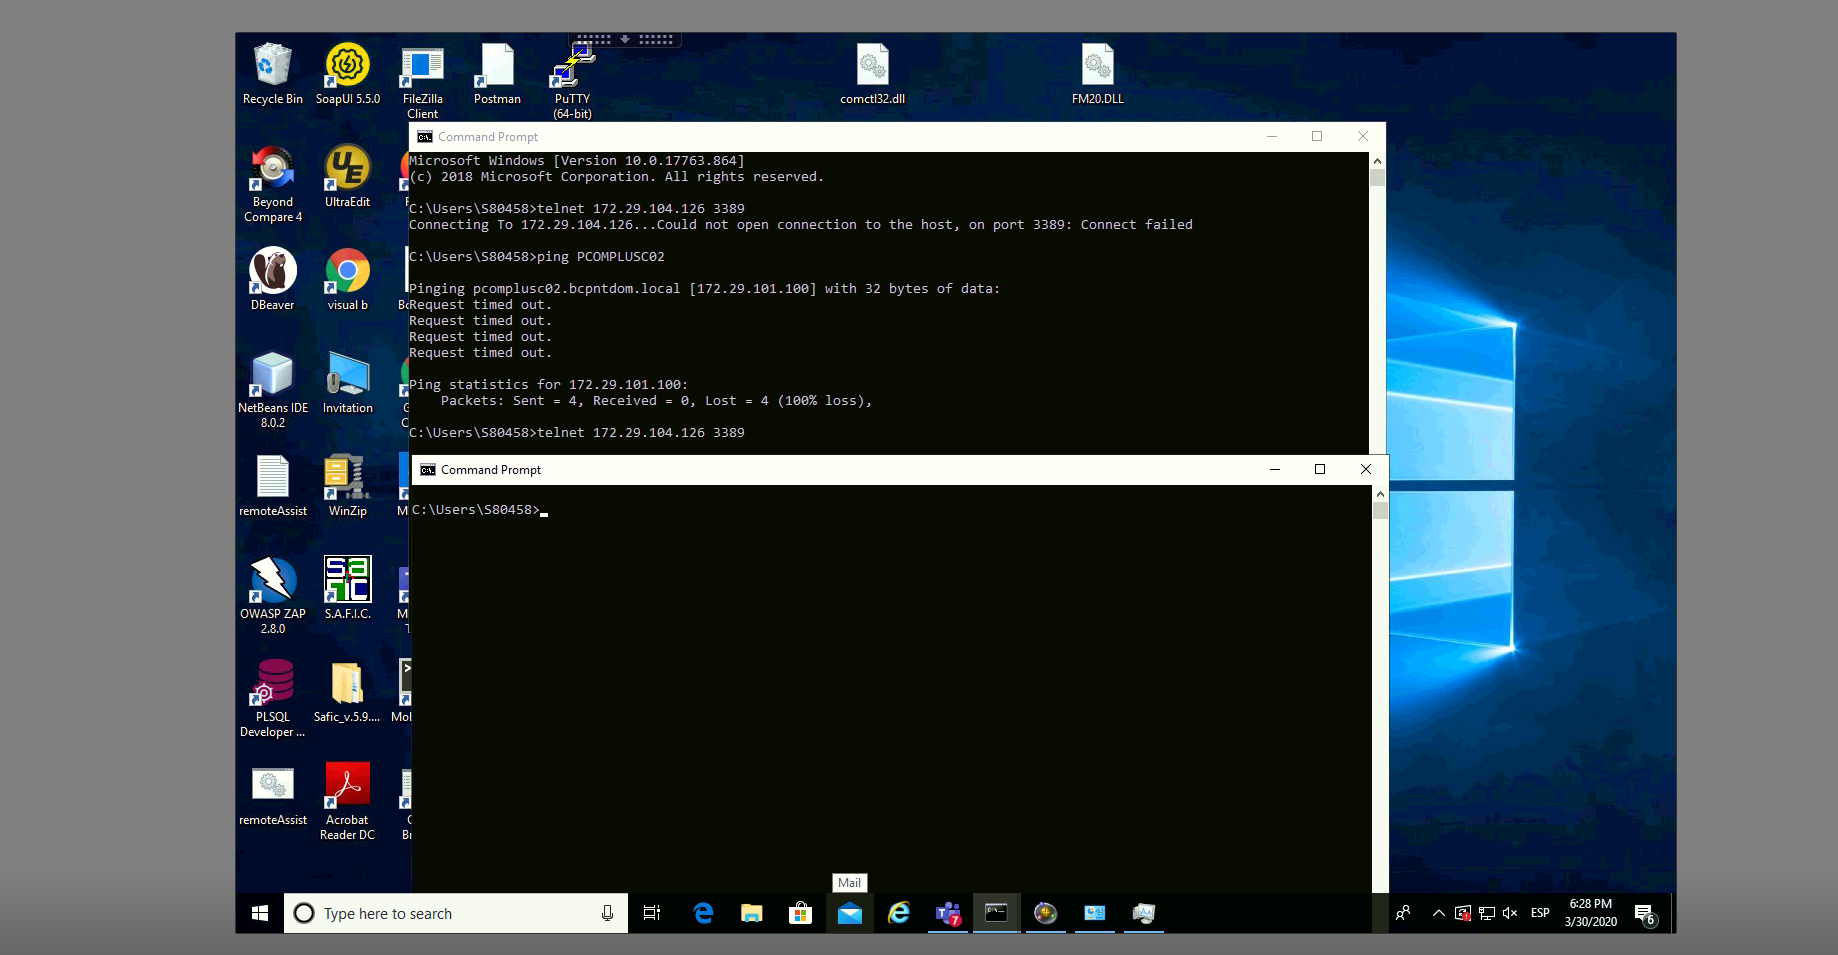 Recycle Bin
SoapUI 5.5.0
FileZilla
Client
Postman
PuTTY
(64-bit)
comctl32.dll
FM20.DLL
Beyond
Compare 4
UltraEdit
DBeaver
visual b
NetBeans IDE
8.0.2
Invitation
remoteAssist
WinZip
OWASP ZAP
2.8.0
S.A.F.I.C.
PLSQL
Developer ...
Safic_v.5.9....
remoteAssist
Acrobat
Reader DC
Command Prompt
Microsoft Windows [Version 10.0.17763.864]
(c) 2018 Microsoft Corporation. All rights reserved.
C:\Users\S80458>telnet 172.29.104.126 3389
Connecting To 172.29.104.126...Could not open connection to the host, on port 3389: Connect failed
C:\Users\S80458>ping PCOMPLUSC02
Pinging pcomplusc02.bcpntdom.local [172.29.101.100] with 32 bytes of data:
Request timed out.
Request timed out.
Request timed out.
Request timed out.
Ping statistics for 172.29.101.100:
Packets: Sent = 4, Received = 0, Lost = 4 (100% loss),
C:\Users\S80458>telnet 172.29.104.126 3389
Command Prompt
C:\Users\S80458>
Mail
Type here to search
7
ESP
6:28 PM
3/30/2020
6